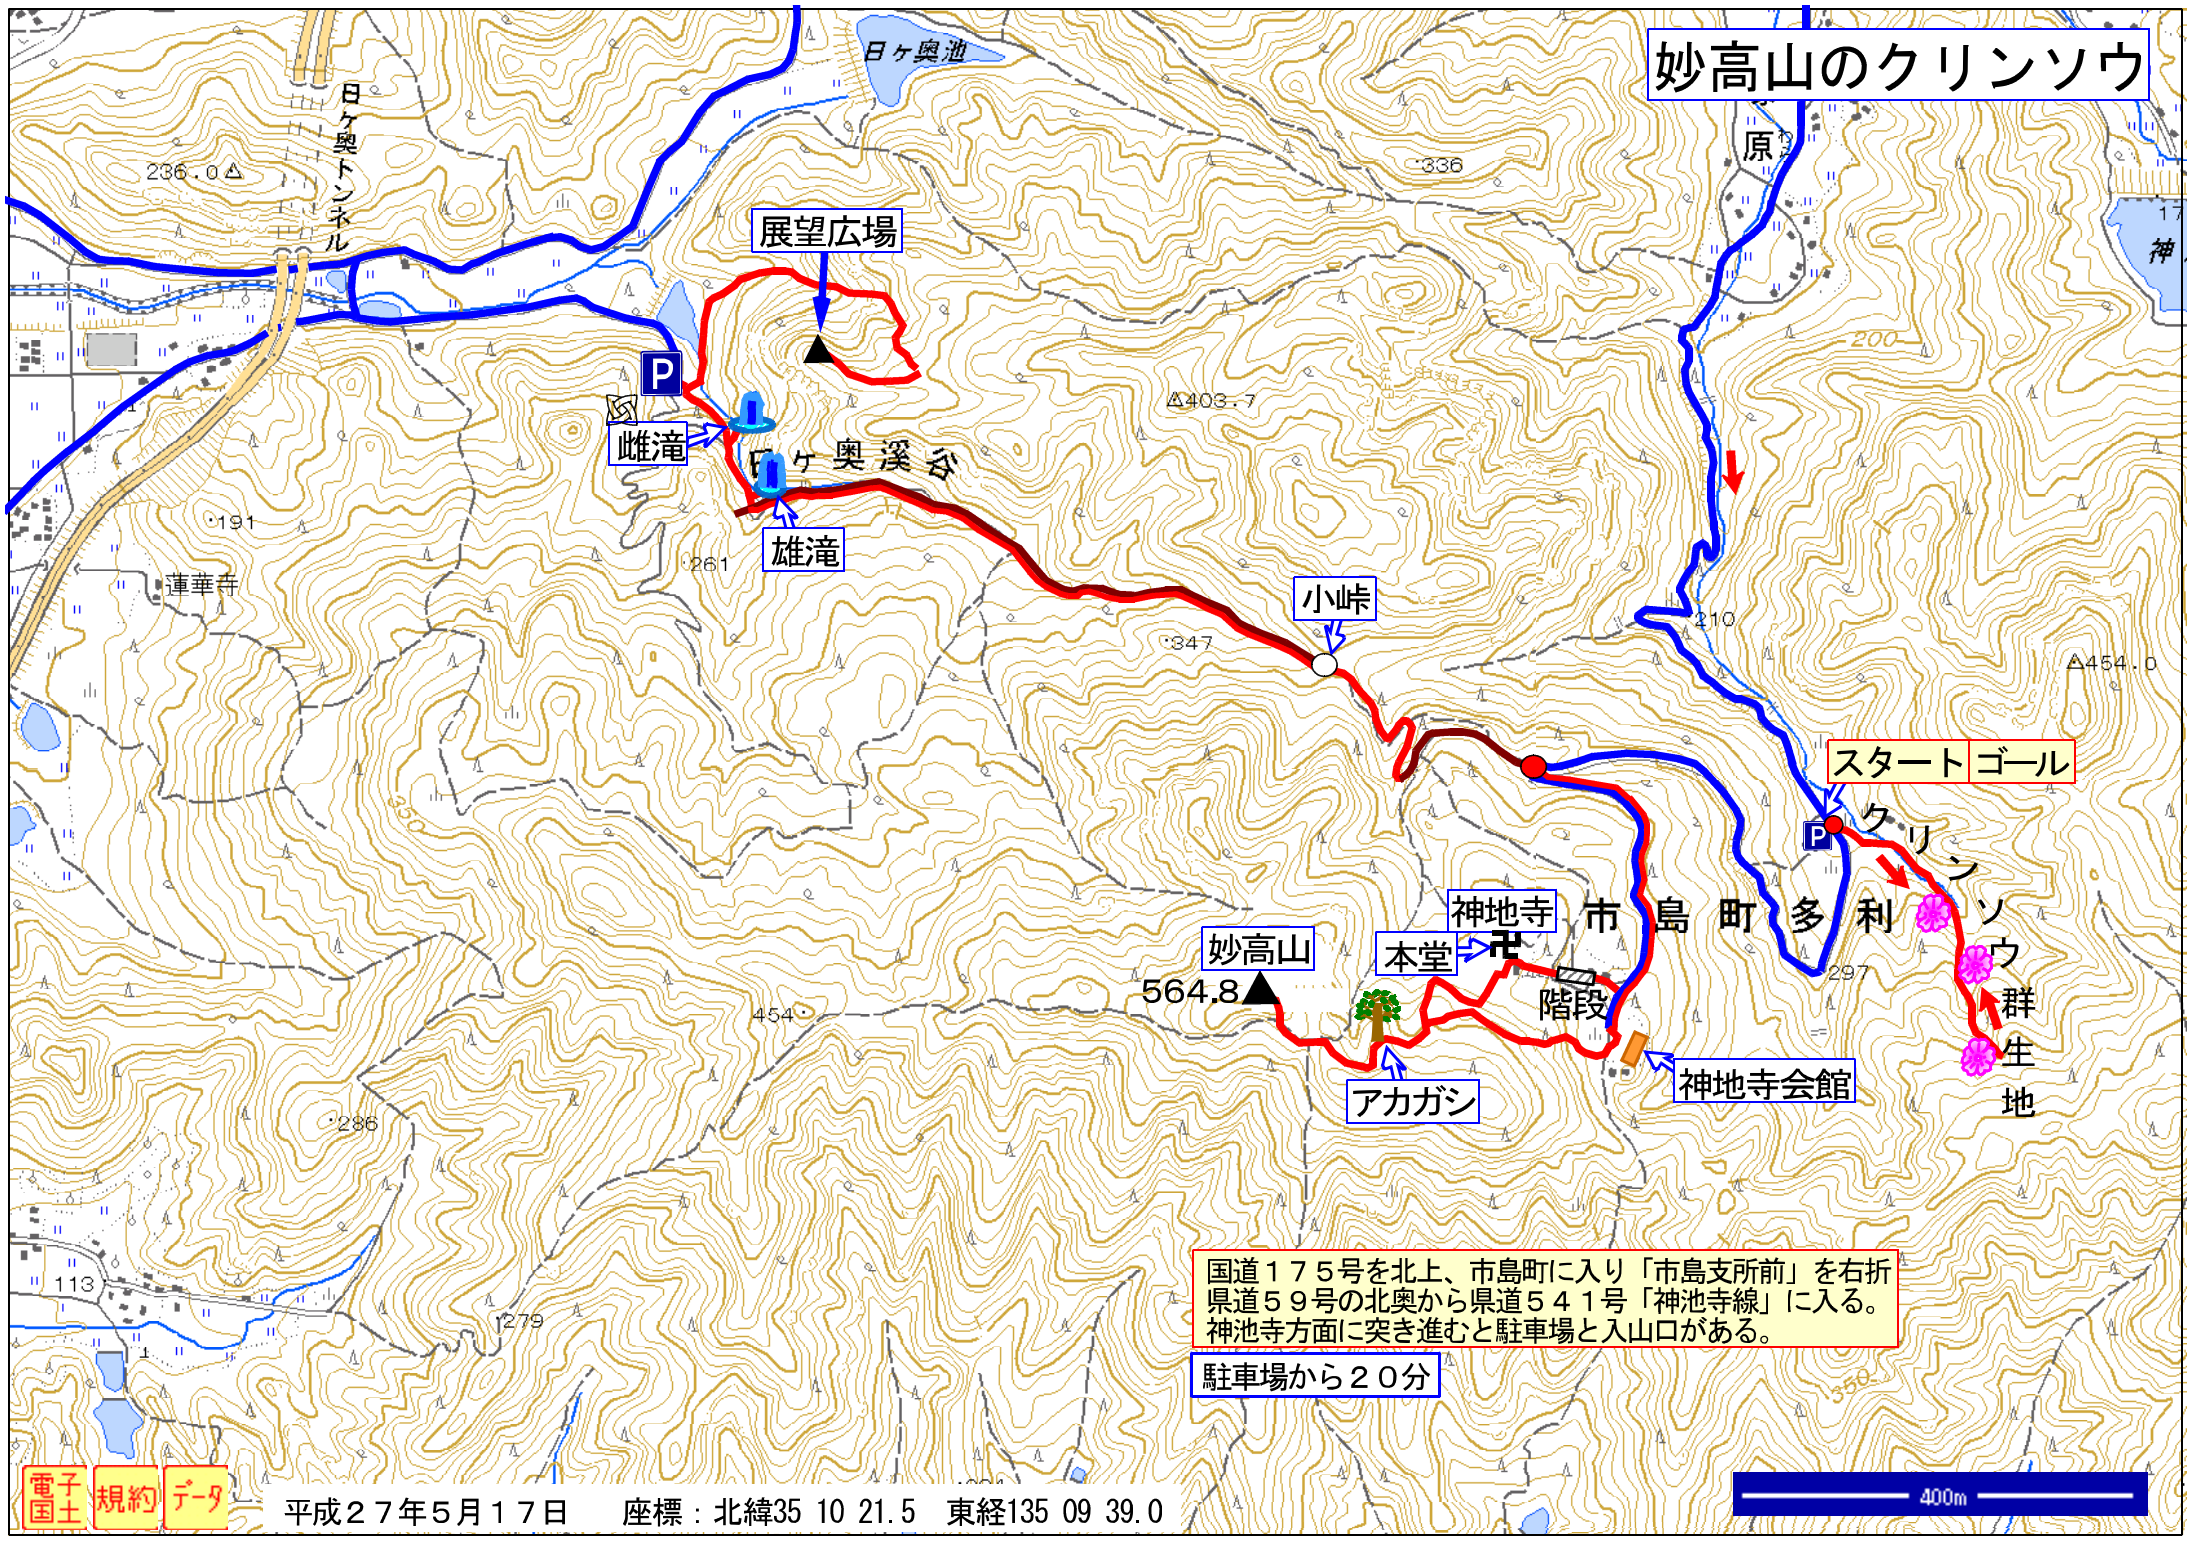 妙高山のクリンソウ
日ヶ奥池
日ヶ奥トンネル
原
236.0
336
展望広場
17
神
200
403.7
P
雌滝
日ヶ奥溪谷
191
雄滝
261
蓮華寺
小峠
210
347
454.0
スタート ゴール
P
クリンソウ群生地
350
神地寺
市島町多利
本堂
妙高山
564.8
297
階段
454
神地寺会館
アカガシ
286
国道175号を北上、市島町に入り「市島支所前」を右折
県道59号の北奥から県道541号「神池寺線」に入る。
神池寺方面に突き進むと駐車場と入山口がある。
113
279
駐車場から20分
350
電子国土
規約
データ
400m
平成27年5月17日 座標：北緯35 10 21.5 東経135 09 39.0